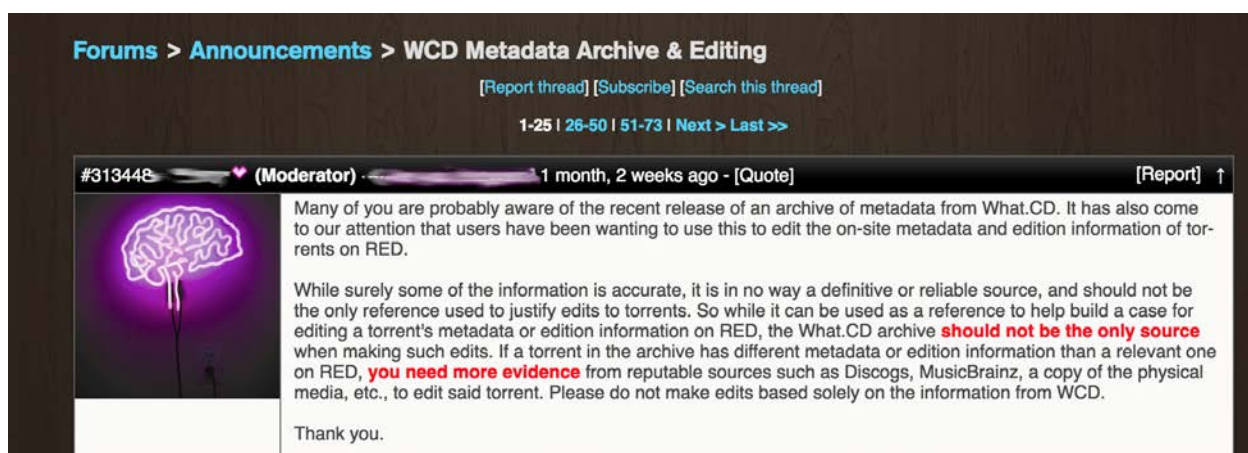 Forums > Announcements > WCD Metadata Archive & Editing
[Report thread] [Subscribe] [Search this thread]
1-25 | 26-50 | 51-73 | Next > Last >>
#313448 (Moderator) 1 month, 2 weeks ago - [Quote] [Report] ↑
Many of you are probably aware of the recent release of an archive of metadata from What.CD. It has also come
to our attention that users have been wanting to use this to edit the on-site metadata and edition information of tor-
rents on RED.
While surely some of the information is accurate, it is in no way a definitive or reliable source, and should not be
the only reference used to justify edits to torrents. So while it can be used as a reference to help build a case for
editing a torrent's metadata or edition information on RED, the What.CD archive should not be the only source
when making such edits. If a torrent in the archive has different metadata or edition information than a relevant one
on RED, you need more evidence from reputable sources such as Discogs, MusicBrainz, a copy of the physical
media, etc., to edit said torrent. Please do not make edits based solely on the information from WCD.
Thank you.